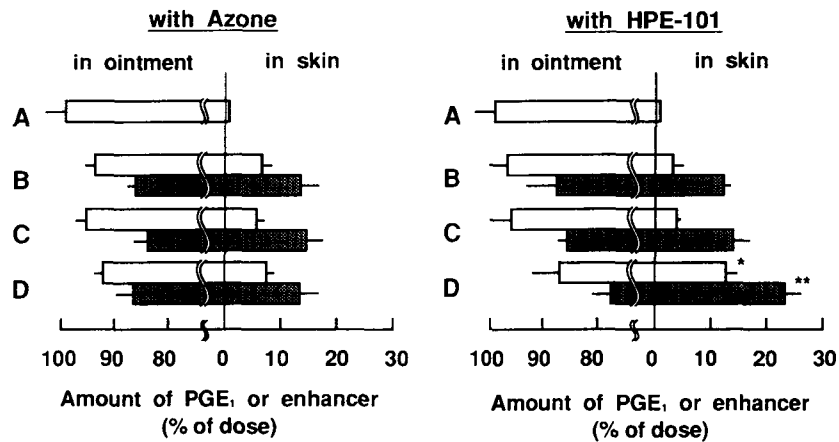 with Azone
in ointment in skin
A
B
C
D
100 90 80 0 10 20 30
Amount of PGE₁ or enhancer
(% of dose)
with HPE-101
in ointment in skin
A
B
C
D * **
100 90 80 0 10 20 30
Amount of PGE₁ or enhancer
(% of dose)